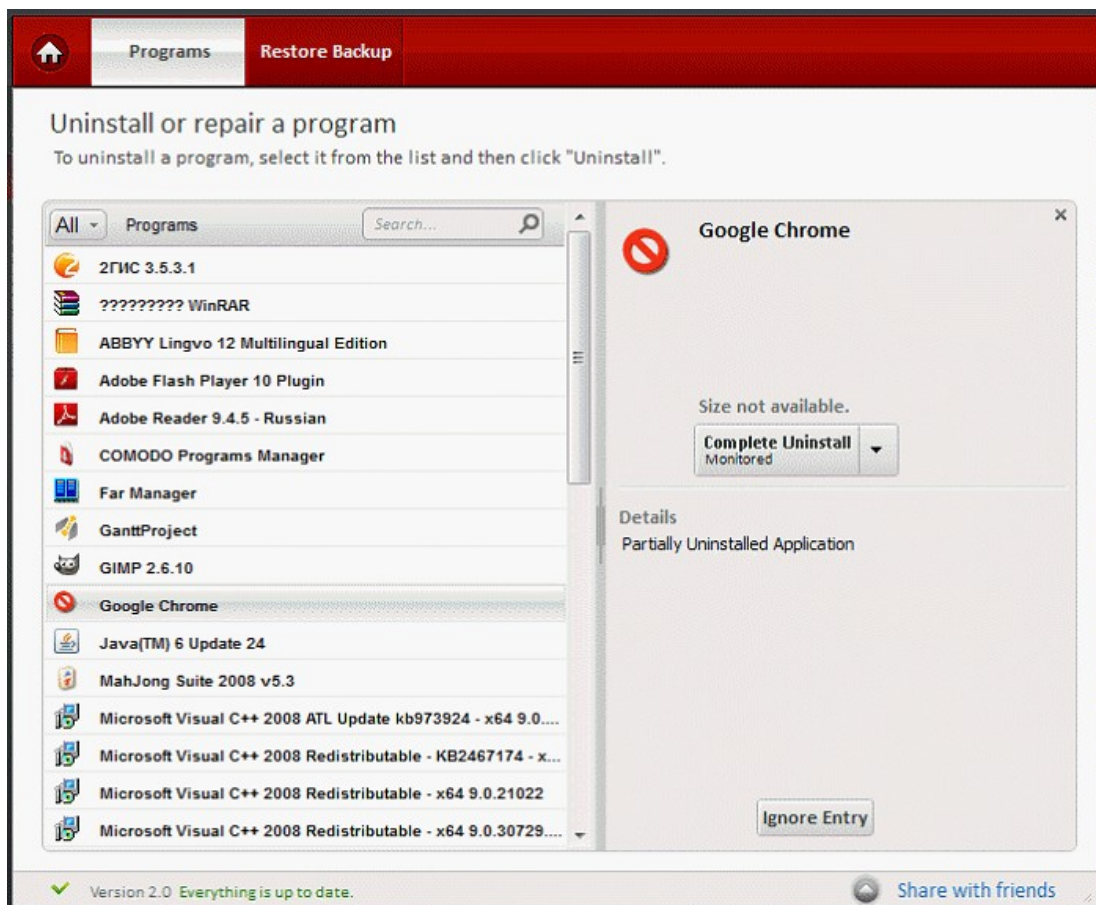 Programs
Restore Backup
Uninstall or repair a program
To uninstall a program, select it from the list and then click "Uninstall".
All
Programs
Search...
2ГИС 3.5.3.1
????????? WinRAR
ABBYY Lingvo 12 Multilingual Edition
Adobe Flash Player 10 Plugin
Adobe Reader 9.4.5 - Russian
COMODO Programs Manager
Far Manager
GanttProject
GIMP 2.6.10
Google Chrome
Java(TM) 6 Update 24
MahJong Suite 2008 v5.3
Microsoft Visual C++ 2008 ATL Update kb973924 - x64 9.0....
Microsoft Visual C++ 2008 Redistributable - KB2467174 - x...
Microsoft Visual C++ 2008 Redistributable - x64 9.0.21022
Microsoft Visual C++ 2008 Redistributable - x64 9.0.30729....
Google Chrome
Size not available.
Complete Uninstall
Monitored
Details
Partially Uninstalled Application
Ignore Entry
Version 2.0 Everything is up to date.
Share with friends